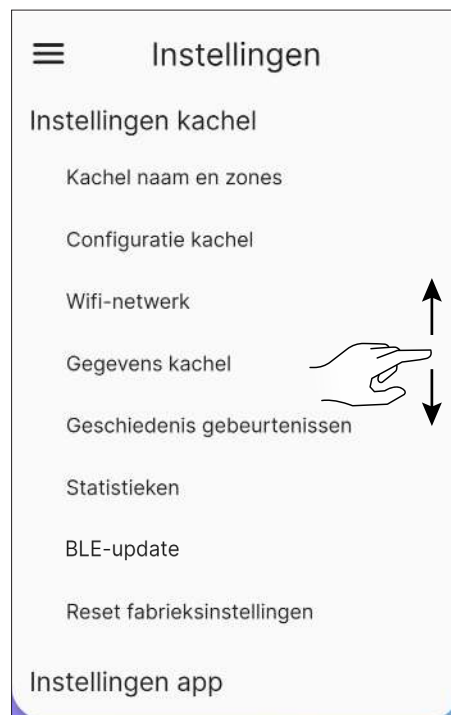 Instellingen
Instellingen kachel
Kachel naam en zones
Configuratie kachel
Wifi-netwerk
Gegevens kachel
Geschiedenis gebeurtenissen
Statistieken
BLE-update
Reset fabrieksinstellingen
Instellingen app